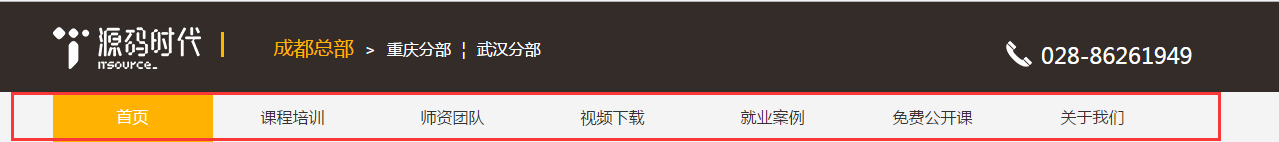 源码时代 ITSOURCE_ 成都总部 > 重庆分部 ¦ 武汉分部 028-86261949
首页 课程培训 师资团队 视频下载 就业案例 免费公开课 关于我们